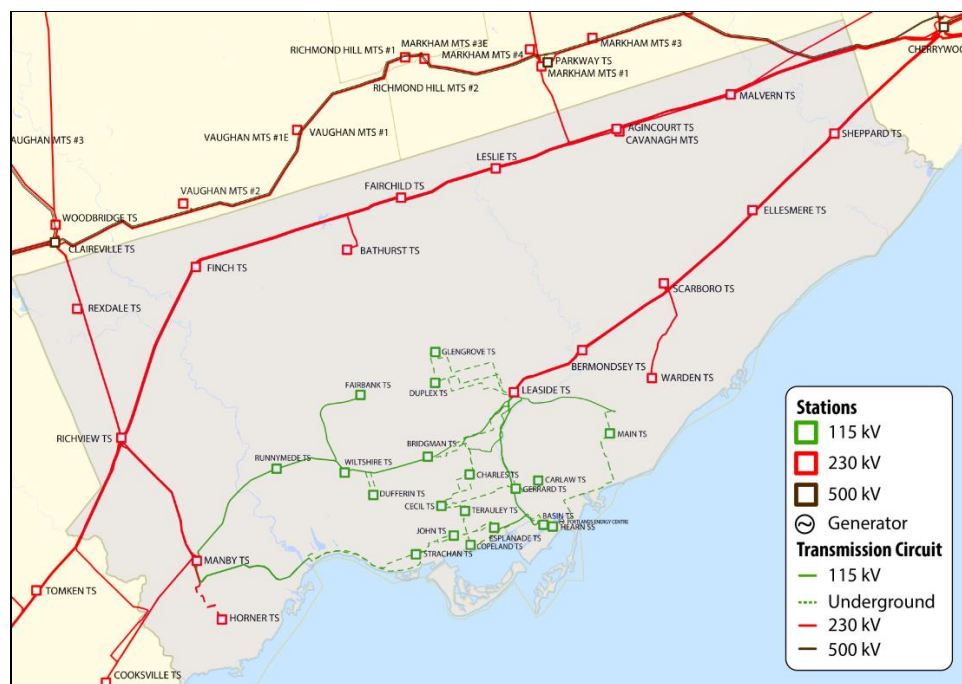 MARKHAM MTS #3E
RICHMOND HILL MTS #1
MARKHAM MTS #4
MARKHAM MTS #3
CHERRYWOO
PARKWAY TS
MARKHAM MTS #1
RICHMOND HILL MTS #2
MALVERN TS
AUGHAN MTS #3
VAUGHAN MTS #1E
VAUGHAN MTS #1
AGINCOURT TS
CAVANAGH MTS
SHEPPARD TS
LESLIE TS
FAIRCHILD TS
VAUGHAN MTS #2
WOODBRIDGE TS
ELLESMERE TS
CLAIREVILLE TS
BATHURST TS
FINCH TS
SCARBORO TS
REXDALE TS
GLENGROVE TS
BERMONDSEY TS
WARDEN TS
FAIRBANK TS
DUPLEX TS
LEASIDE TS
RICHVIEW TS
BRIDGMAN TS
MAIN TS
RUNNYMEDE TS
WILTSHIRE TS
CHARLES TS
CARLAW TS
DUFFERIN TS
GERRARD TS
CECIL TS
TERAULEY TS
BASIN TS
PORTLANDS ENERGY CENTRE
HEARN SS
JOHN TS
ESPLANADE TS
COPELAND TS
STRACHAN TS
MANBY TS
TOMKEN TS
HORNER TS
COOKSVILLE TS
Stations
115 kV
230 kV
500 kV
Generator
Transmission Circuit
115 kV
Underground
230 kV
500 kV